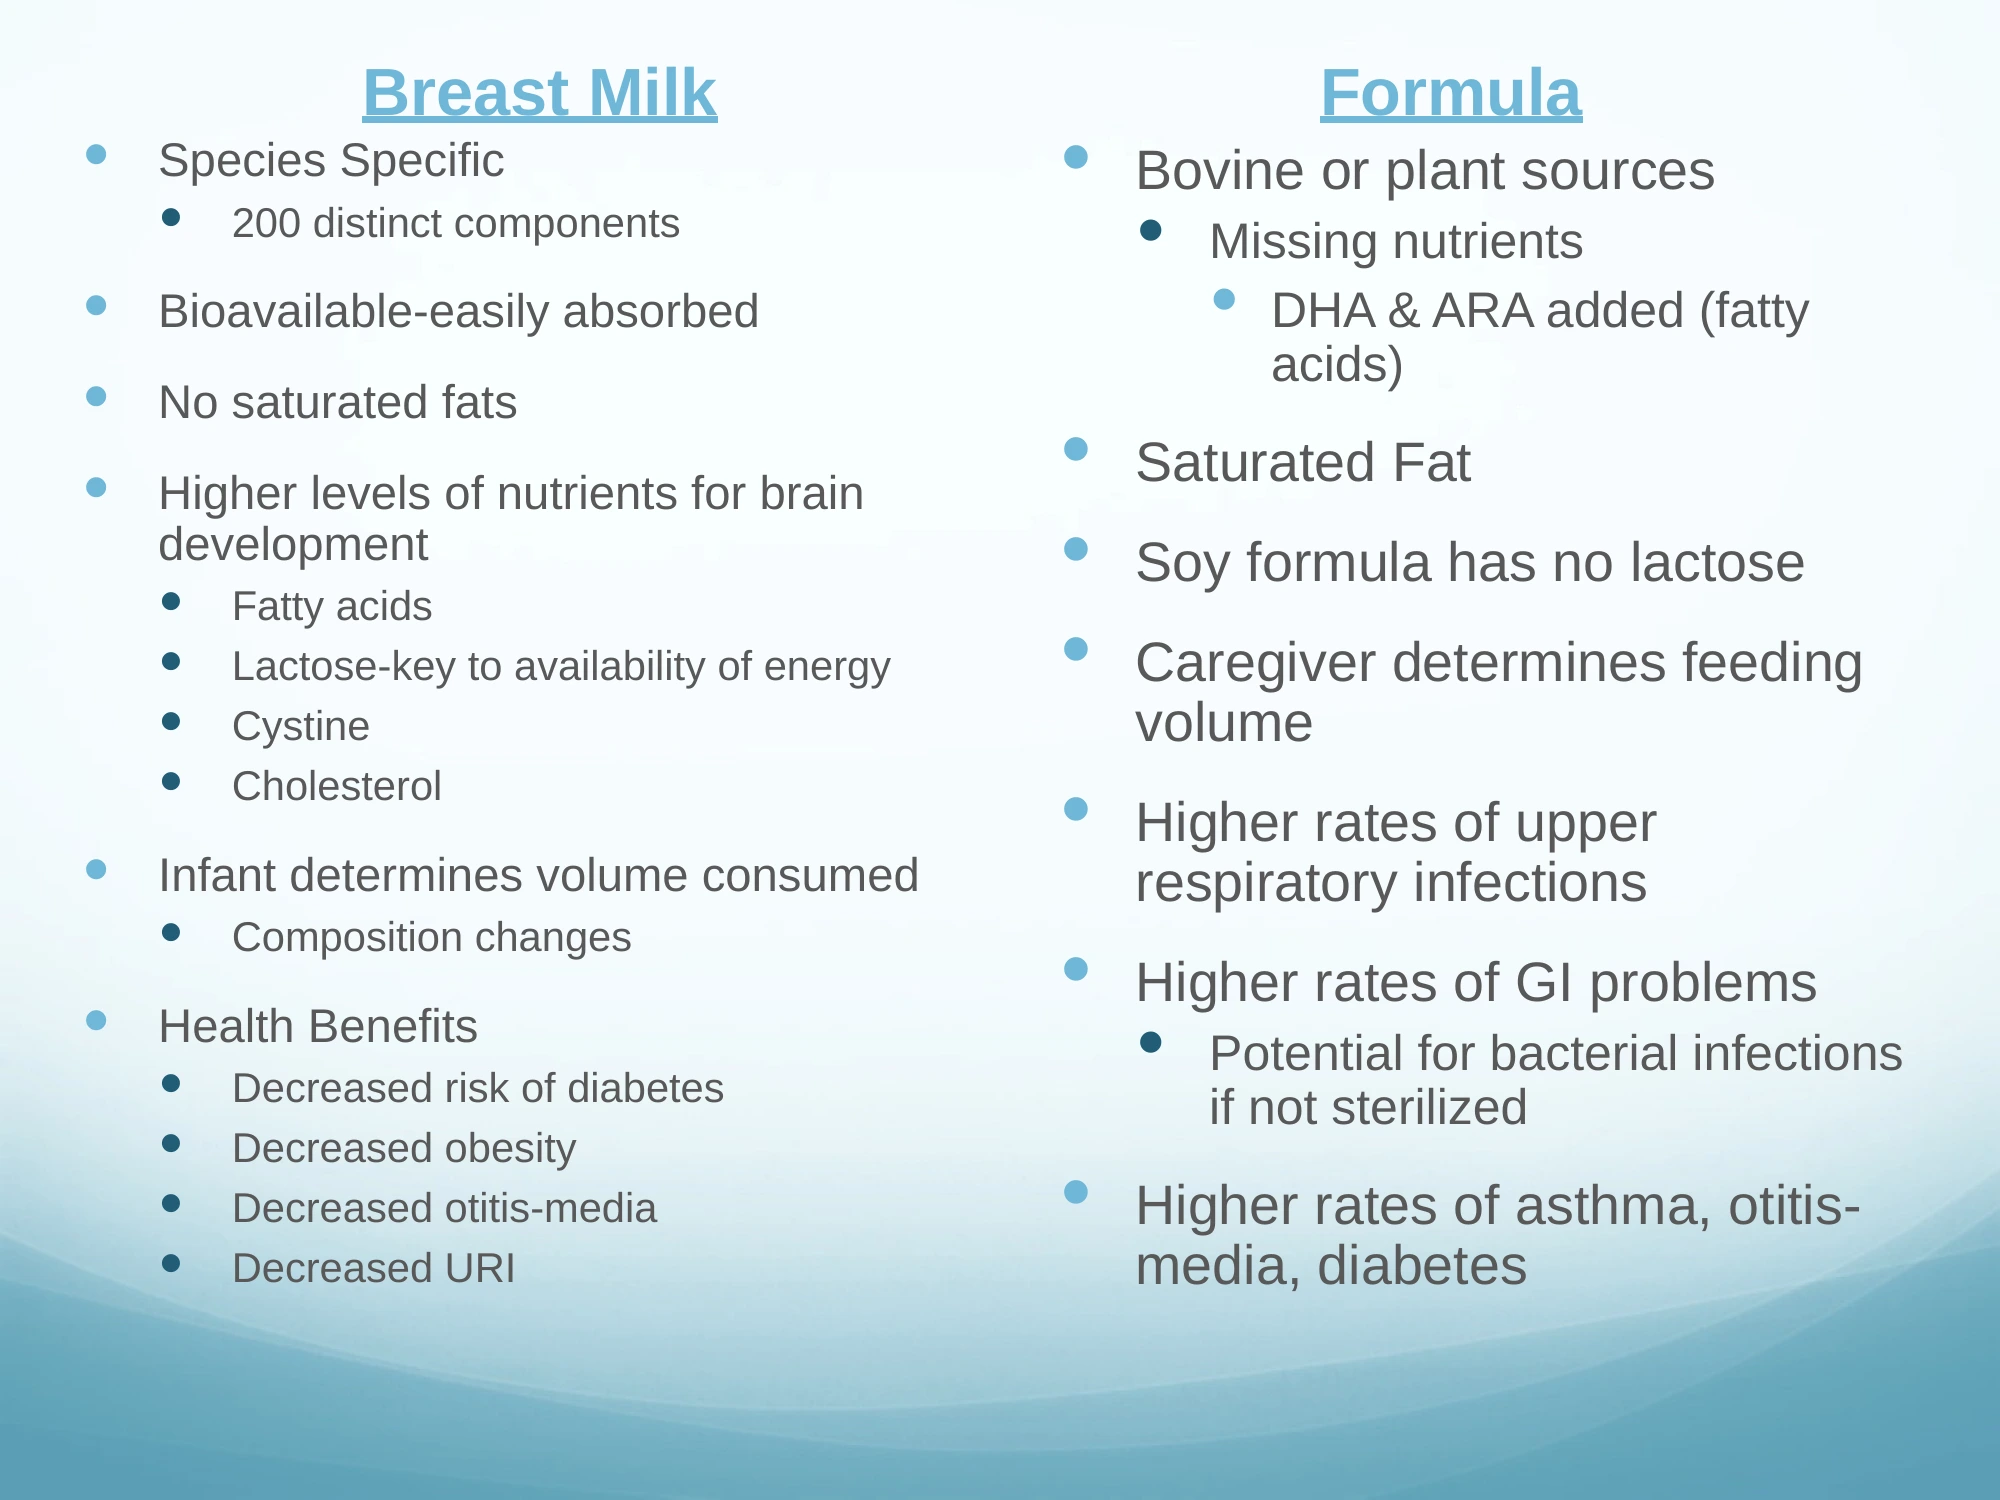 Breast Milk
Species Specific
200 distinct components
Bioavailable-easily absorbed
No saturated fats
Higher levels of nutrients for brain
development
Fatty acids
Lactose-key to availability of energy
Cystine
Cholesterol
Infant determines volume consumed
Composition changes
Health Benefits
Decreased risk of diabetes
Decreased obesity
Decreased otitis-media
Decreased URI
Formula
Bovine or plant sources
Missing nutrients
DHA & ARA added (fatty
acids)
Saturated Fat
Soy formula has no lactose
Caregiver determines feeding
volume
Higher rates of upper
respiratory infections
Higher rates of GI problems
Potential for bacterial infections
if not sterilized
Higher rates of asthma, otitis-
media, diabetes